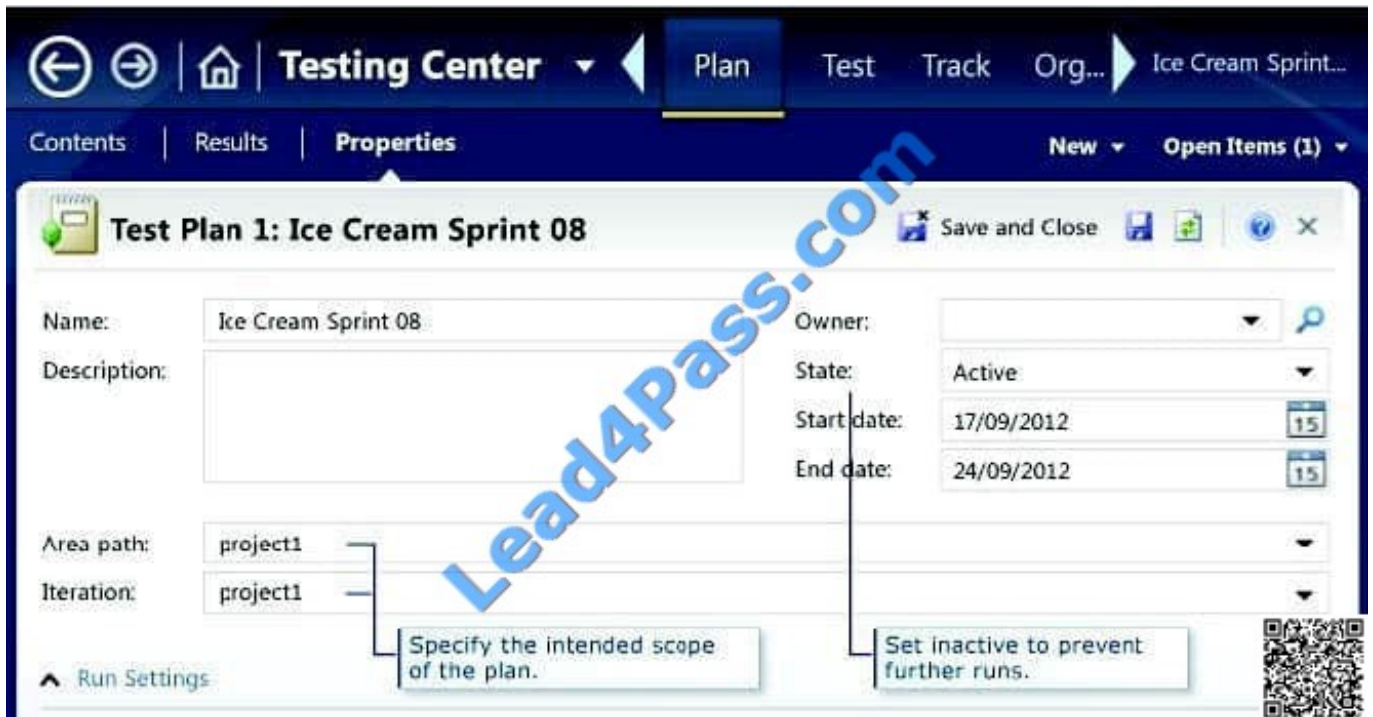 Testing Center
Plan
Test
Track
Org...
Ice Cream Sprint...
Contents
Results
Properties
New
Open Items (1)
Test Plan 1: Ice Cream Sprint 08
Save and Close
Name:
Ice Cream Sprint 08
Owner:
Description:
State:
Active
Start date:
17/09/2012
15
End date:
24/09/2012
15
Area path:
project1
Iteration:
project1
Specify the intended scope
of the plan.
Set inactive to prevent
further runs.
Run Settings
Lead4Pass.com